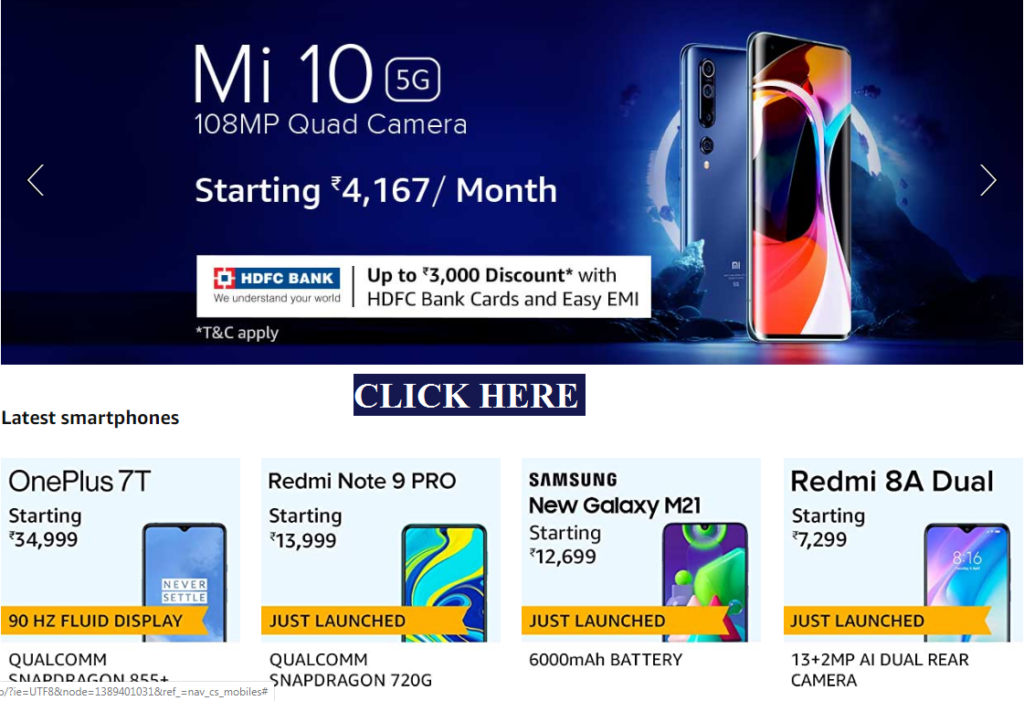 Mi 10 5G
108MP Quad Camera
Starting ₹4,167/ Month
HDFC BANK
We understand your world
Up to ₹3,000 Discount* with
HDFC Bank Cards and Easy EMI
*T&C apply
CLICK HERE
Latest smartphones
OnePlus 7T
Starting
₹34,999
NEVER
SETTLE
90 HZ FLUID DISPLAY
QUALCOMM
SNAPDRAGON 855+
Redmi Note 9 PRO
Starting
₹13,999
JUST LAUNCHED
QUALCOMM
SNAPDRAGON 720G
SAMSUNG
New Galaxy M21
Starting
₹12,699
JUST LAUNCHED
6000mAh BATTERY
Redmi 8A Dual
Starting
₹7,299
8:16
JUST LAUNCHED
13+2MP AI DUAL REAR
CAMERA
o/?ie=UTF8&node=1389401031&ref_=nav_cs_mobiles#